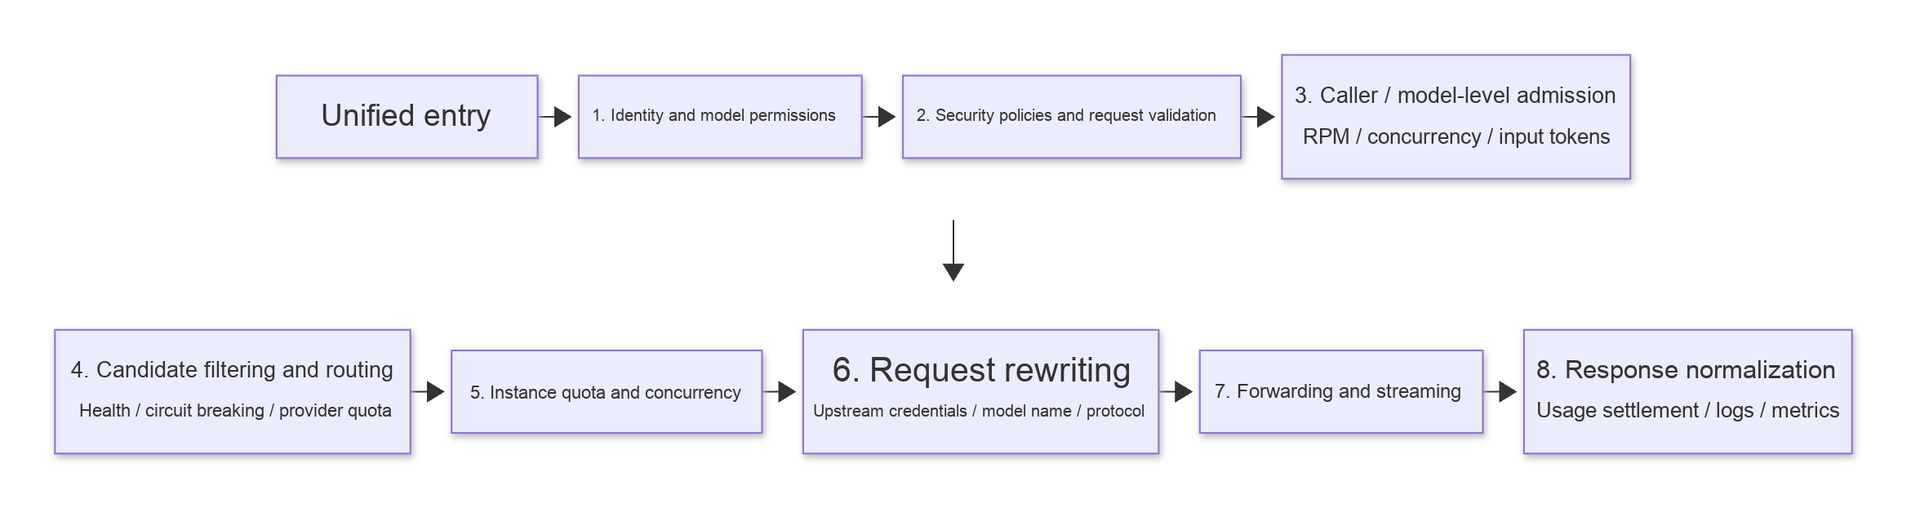 Unified entry
1. Identity and model permissions
2. Security policies and request validation
3. Caller / model-level admission
RPM / concurrency / input tokens
4. Candidate filtering and routing
Health / circuit breaking / provider quota
5. Instance quota and concurrency
6. Request rewriting
Upstream credentials / model name / protocol
7. Forwarding and streaming
8. Response normalization
Usage settlement / logs / metrics